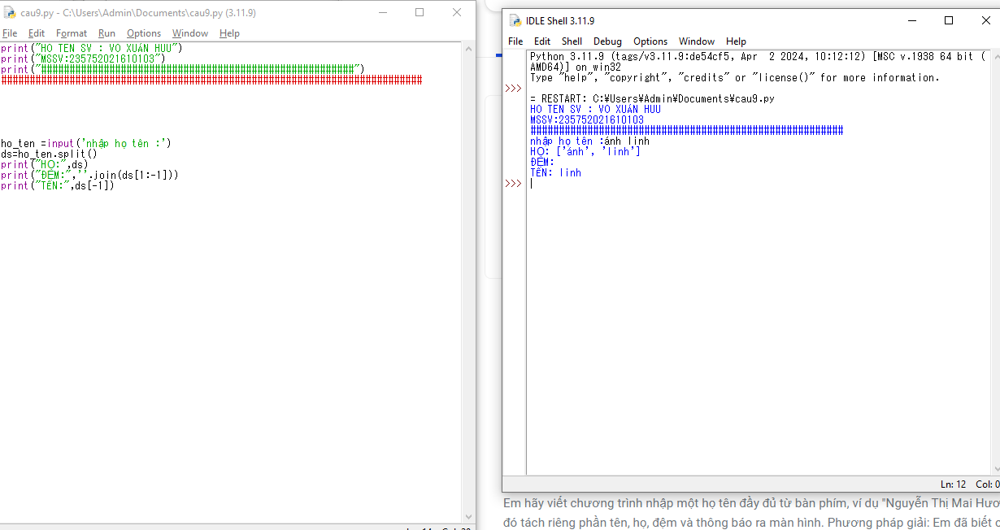 cau9.py - C:\Users\Admin\Documents\cau9.py (3.11.9)
File Edit Format Run Options Window Help
print("HO TEN SV : VO XUÁN HUU")
print("MSSV:235752021610103")
print("#######################################################")
##########################################################################
ho_ten =input('nhập họ tên :')
ds=ho_ten.split()
print("HỌ:",ds)
print("ĐỆM:",''.join(ds[1:-1]))
print("TÊN:",ds[-1])
IDLE Shell 3.11.9
File Edit Shell Debug Options Window Help
Python 3.11.9 (tags/v3.11.9:de54cf5, Apr 2 2024, 10:12:12) [MSC v.1938 64 bit (
AMD64)] on win32
Type "help", "copyright", "credits" or "license()" for more information.
>>>
= RESTART: C:¥Users¥Admin¥Documents¥cau9.py
HO TEN SV : VO XUÁN HUU
MSSV:235752021610103
#######################################################
nhập họ tên :ánh linh
HỌ: ['ánh', 'linh']
ĐỆM:
TÊN: linh
>>>
Ln: 12 Col: 0
Em hãy viết chương trình nhập một họ tên đầy đủ từ bàn phím, ví dụ "Nguyễn Thị Mai Hươ
đó tách riêng phần tên, họ, đệm và thông báo ra màn hình. Phương pháp giải: Em đã biết